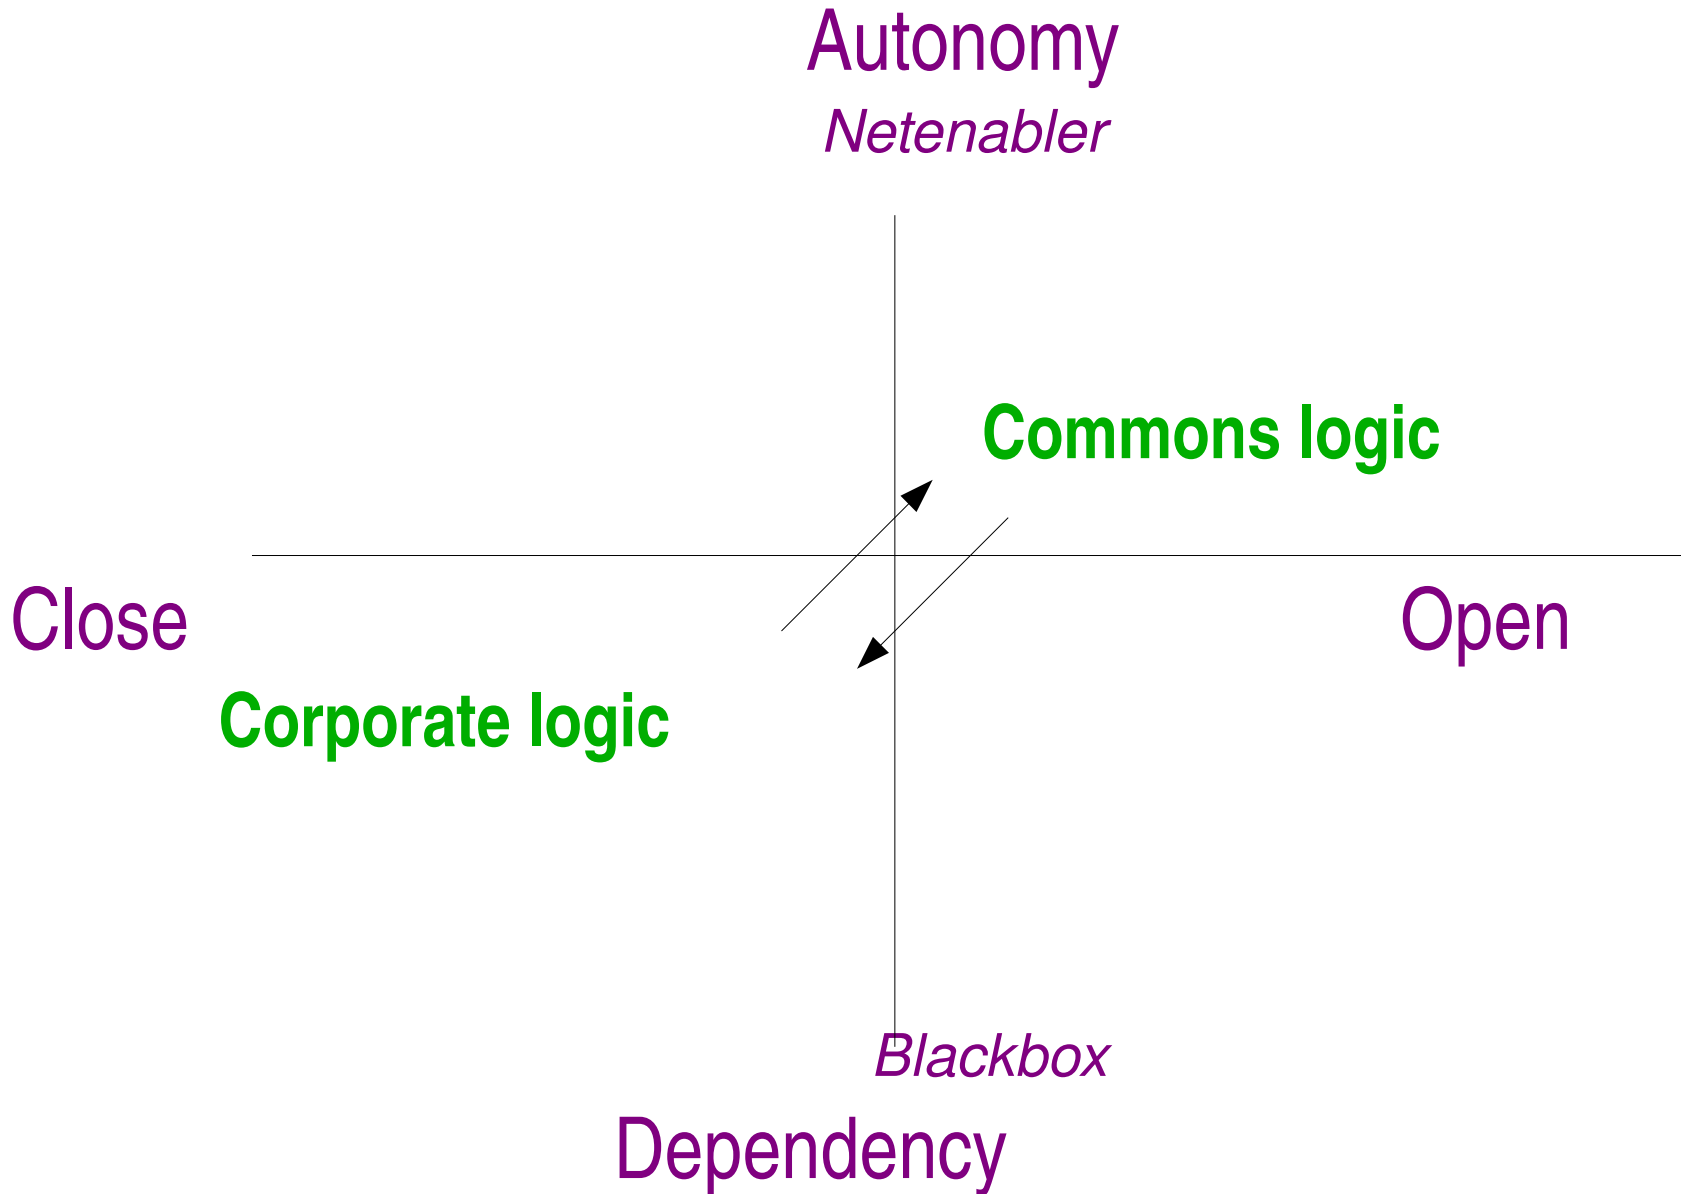 Autonomy
Netenabler
Commons logic
Close
Open
Corporate logic
Blackbox
Dependency